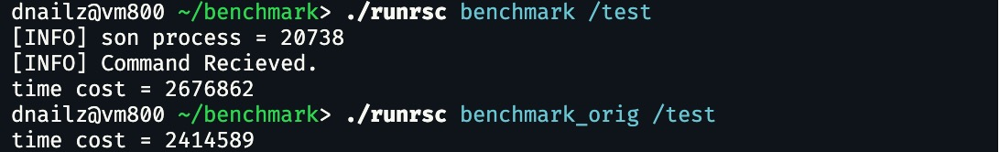 dnailz@vm800 ~/benchmark> ./runrsc benchmark /test
[INFO] son process = 20738
[INFO] Command Recieved.
time cost = 2676862
dnailz@vm800 ~/benchmark> ./runrsc benchmark_orig /test
time cost = 2414589